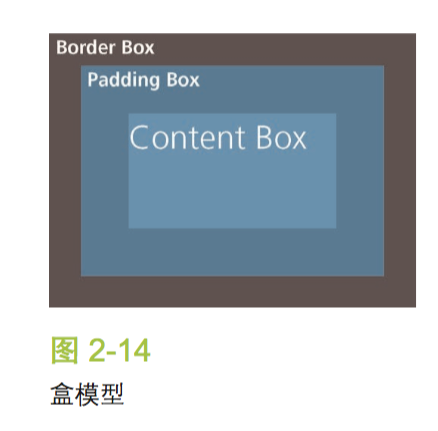 Border Box
Padding Box
Content Box
图 2-14
盒模型